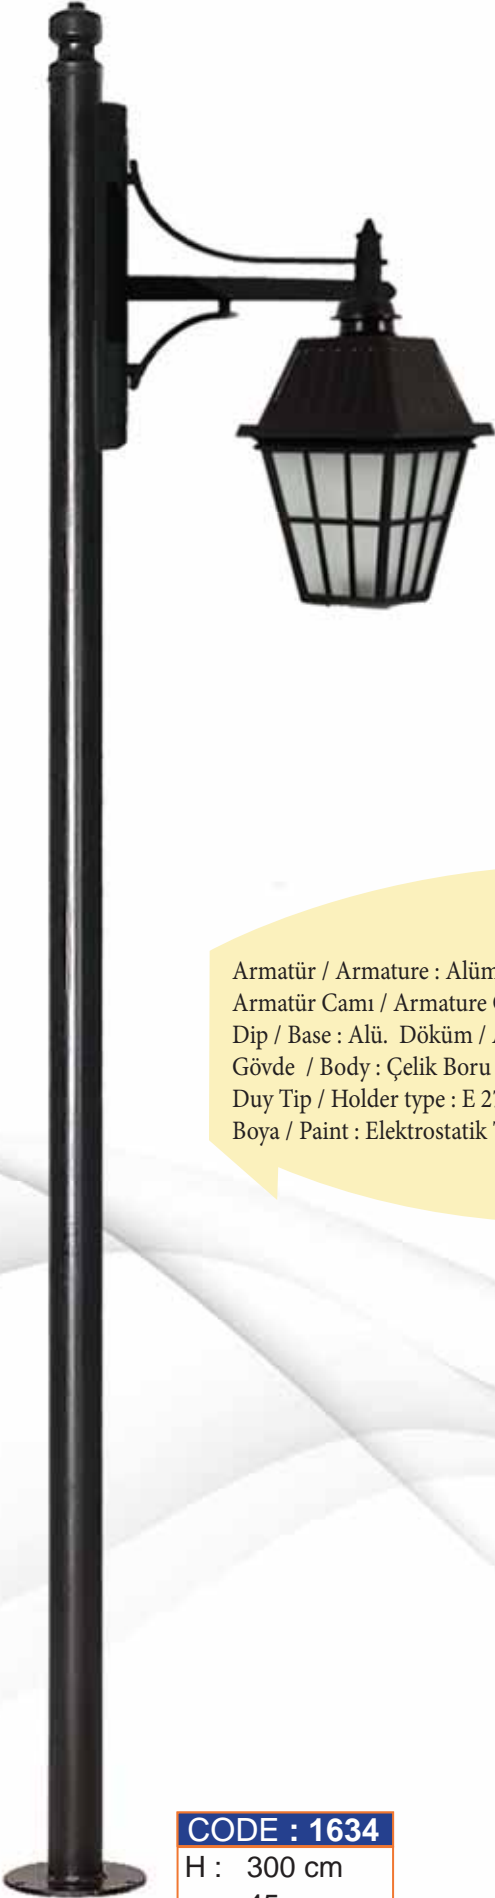 Armatür / Armature : Alüm
Armatür Camı / Armature
Dip / Base : Alü. Döküm /
Gövde / Body : Çelik Boru
Duy Tip / Holder type : E 27
Boya / Paint : Elektrostatik
CODE : 1634
H : 300 cm